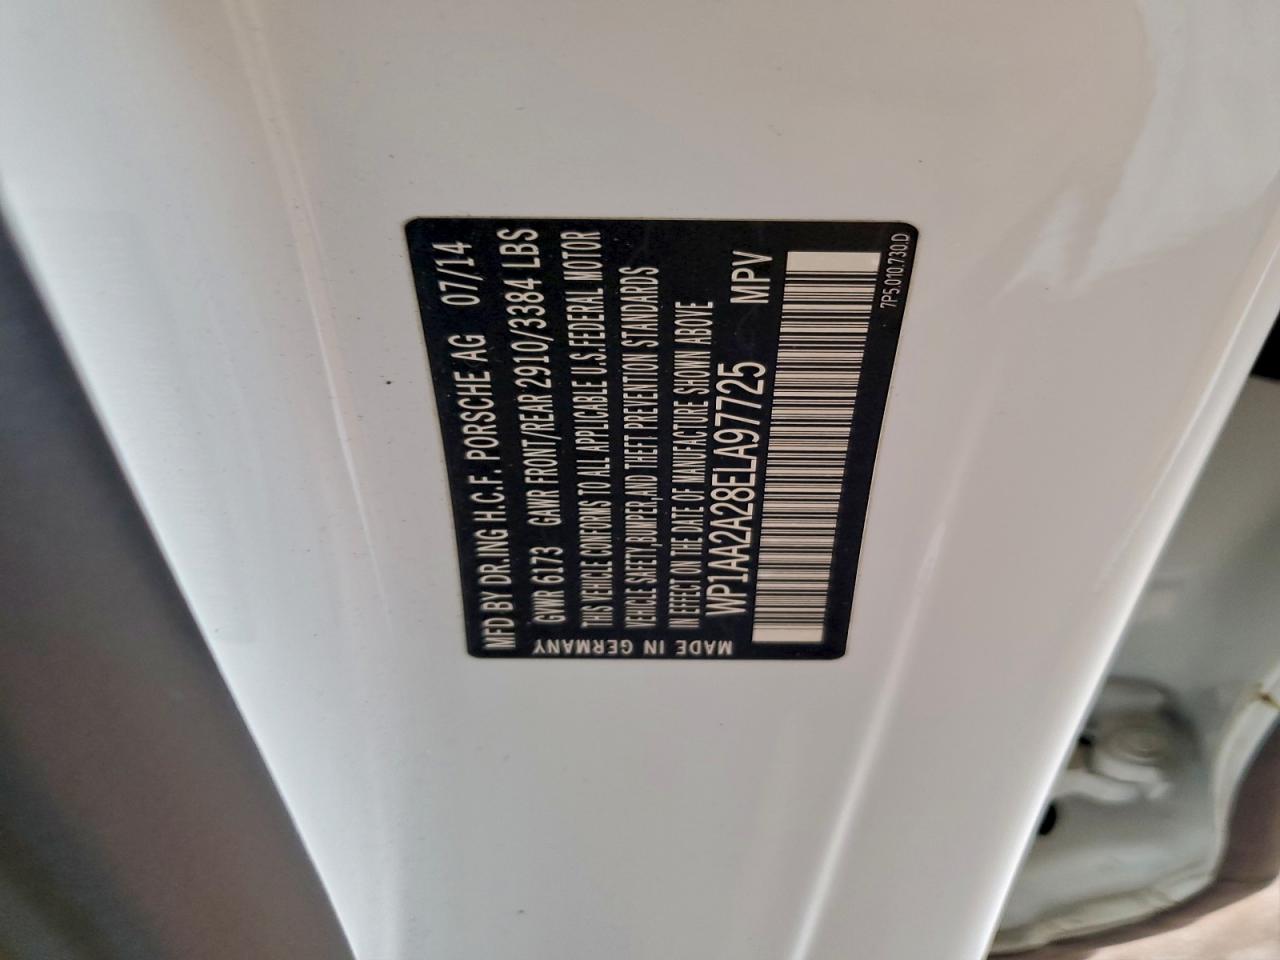 MFD BY DR.ING H.C.F. PORSCHE AG 07/14
GVWR 6173 GAWR FRONT/REAR 2910/3384 LBS
THIS VEHICLE CONFORMS TO ALL APPLICABLE U.S.FEDERAL MOTOR
VEHICLE SAFETY,BUMPER,AND THEFT PREVENTION STANDARDS
IN EFFECT ON THE DATE OF MANUFACTURE SHOWN ABOVE
WP1AA2A28ELA97725 MPV
7P5.010.730.D
MADE IN GERMANY